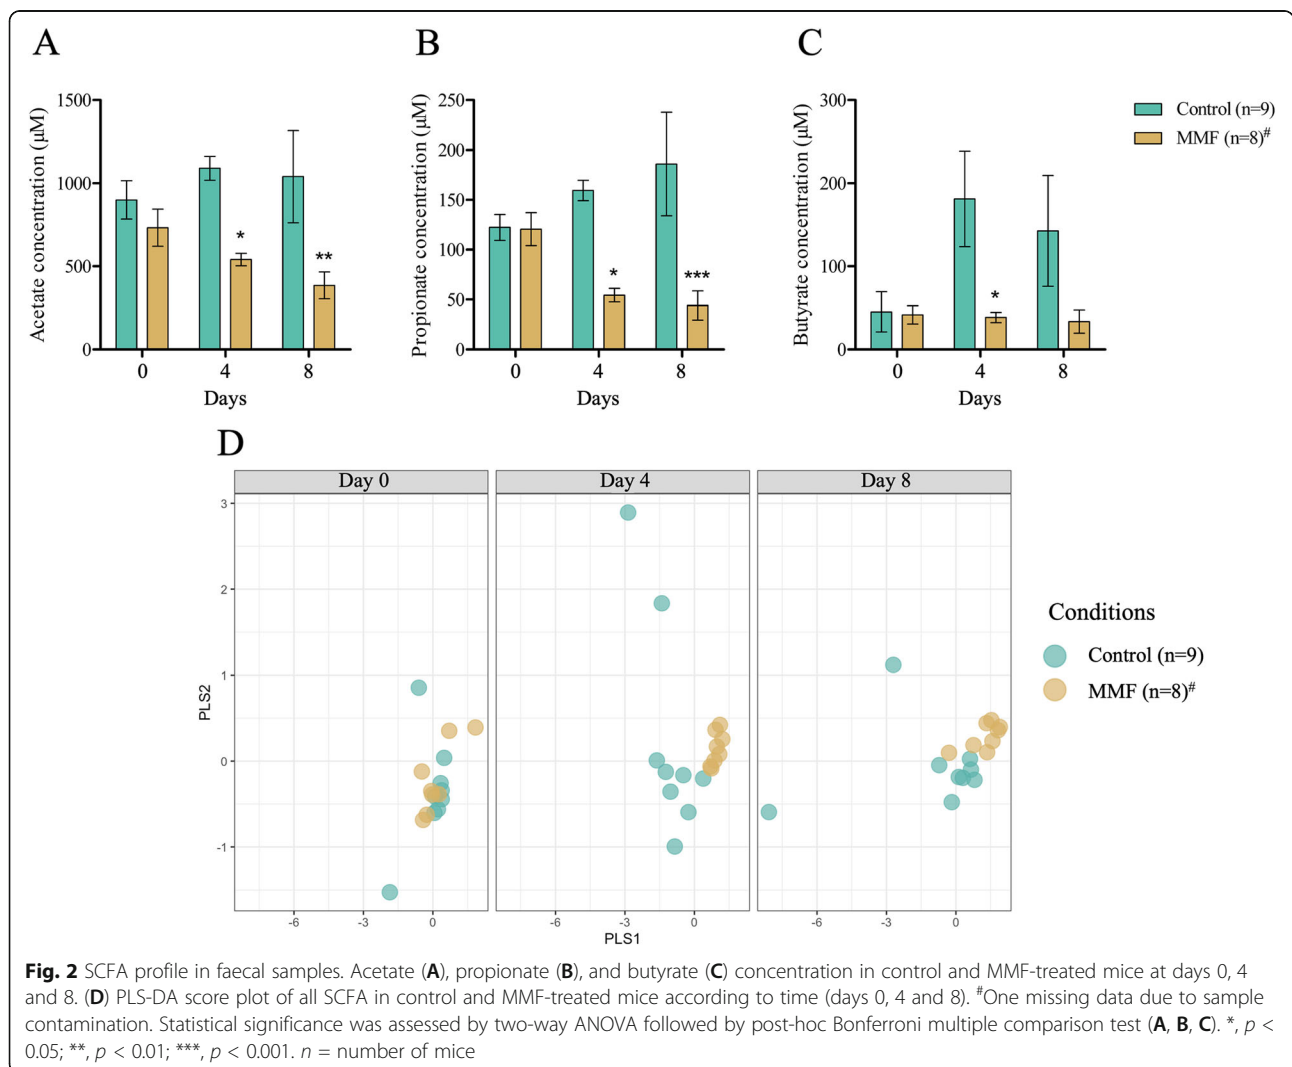 A
B
C
Acetate concentration (µM)
1500
1000
500
0
*
**
0 4 8
Days
Propionate concentration (µM)
250
200
150
100
50
0
*
***
0 4 8
Days
Butyrate concentration (µM)
300
200
100
0
*
0 4 8
Days
Control (n=9)
MMF (n=8)#
D
Day 0 Day 4 Day 8
PLS2
3
2
1
0
-1
-6 -3 0 -6 -3 0 -6 -3 0
PLS1
Conditions
Control (n=9)
MMF (n=8)#
Fig. 2 SCFA profile in faecal samples. Acetate (A), propionate (B), and butyrate (C) concentration in control and MMF-treated mice at days 0, 4
and 8. (D) PLS-DA score plot of all SCFA in control and MMF-treated mice according to time (days 0, 4 and 8). #One missing data due to sample
contamination. Statistical significance was assessed by two-way ANOVA followed by post-hoc Bonferroni multiple comparison test (A, B, C). *, p <
0.05; **, p < 0.01; ***, p < 0.001. n = number of mice